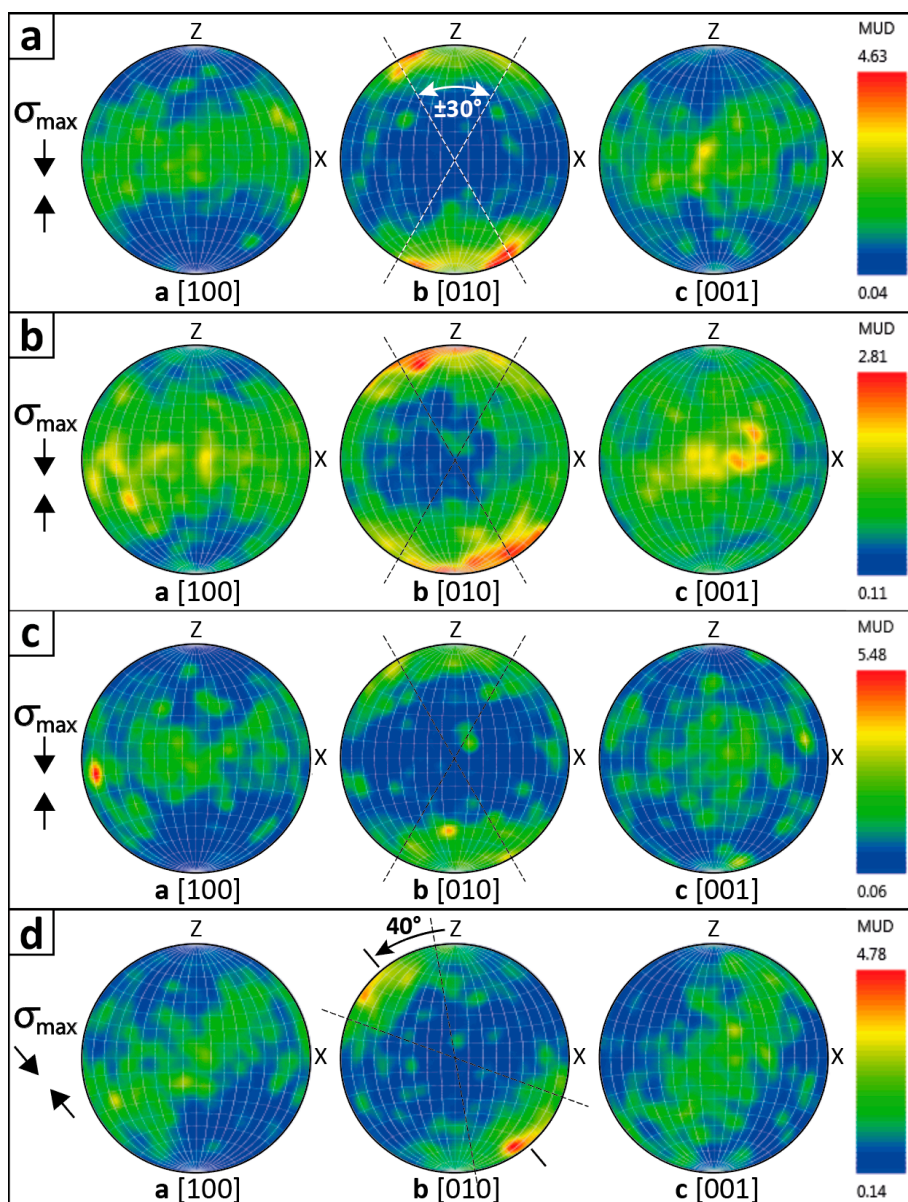 a
Z
Z
MUD
4.63
σmax
±30°
X
X
X
a [100]
b [010]
c [001]
0.04
b
Z
Z
Z
MUD
2.81
σmax
X
X
X
a [100]
b [010]
c [001]
0.11
c
Z
Z
Z
MUD
5.48
σmax
X
X
X
a [100]
b [010]
c [001]
0.06
d
Z
40°
Z
Z
MUD
4.78
σmax
X
X
X
a [100]
b [010]
c [001]
0.14